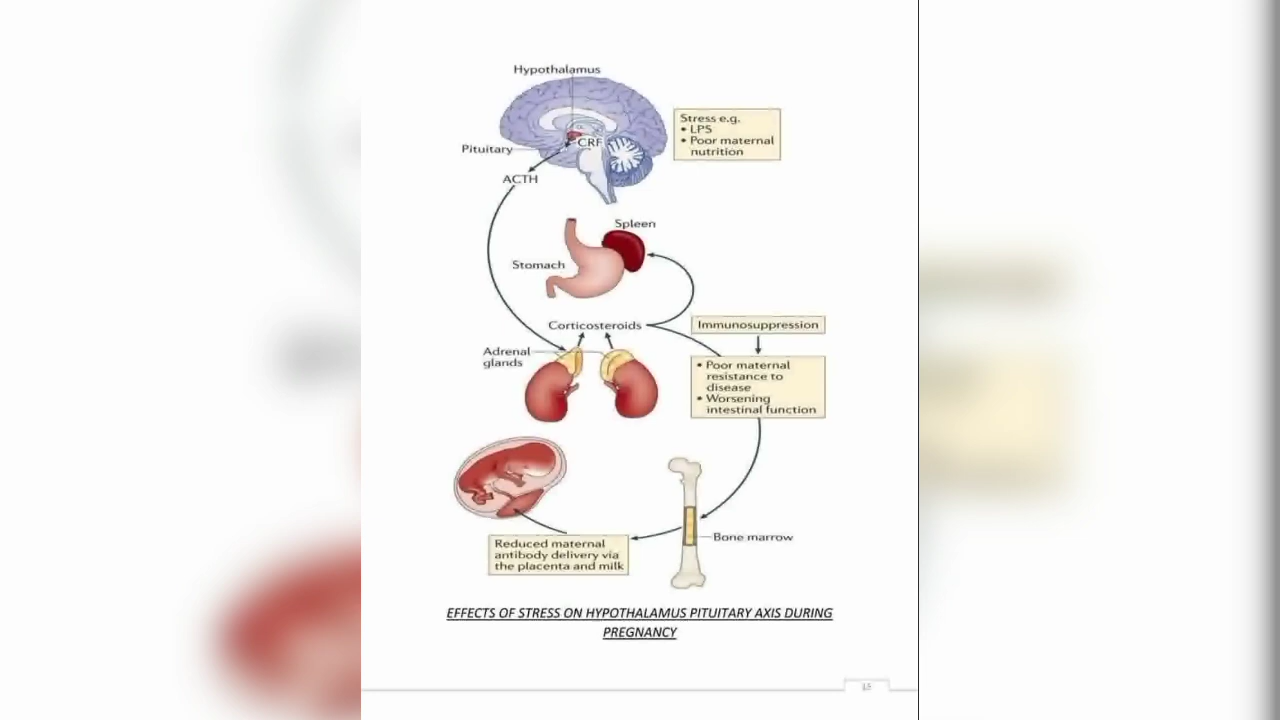 Hypothalamus
Stress e.g.
• LPS
• Poor maternal
nutrition
CRF
Pituitary
ACTH
Spleen
Stomach
Corticosteroids
Immunosuppression
Adrenal
glands
• Poor maternal
resistance to
disease
• Worsening
intestinal function
Bone marrow
Reduced maternal
antibody delivery via
the placenta and milk
EFFECTS OF STRESS ON HYPOTHALAMUS PITUITARY AXIS DURING
PREGNANCY